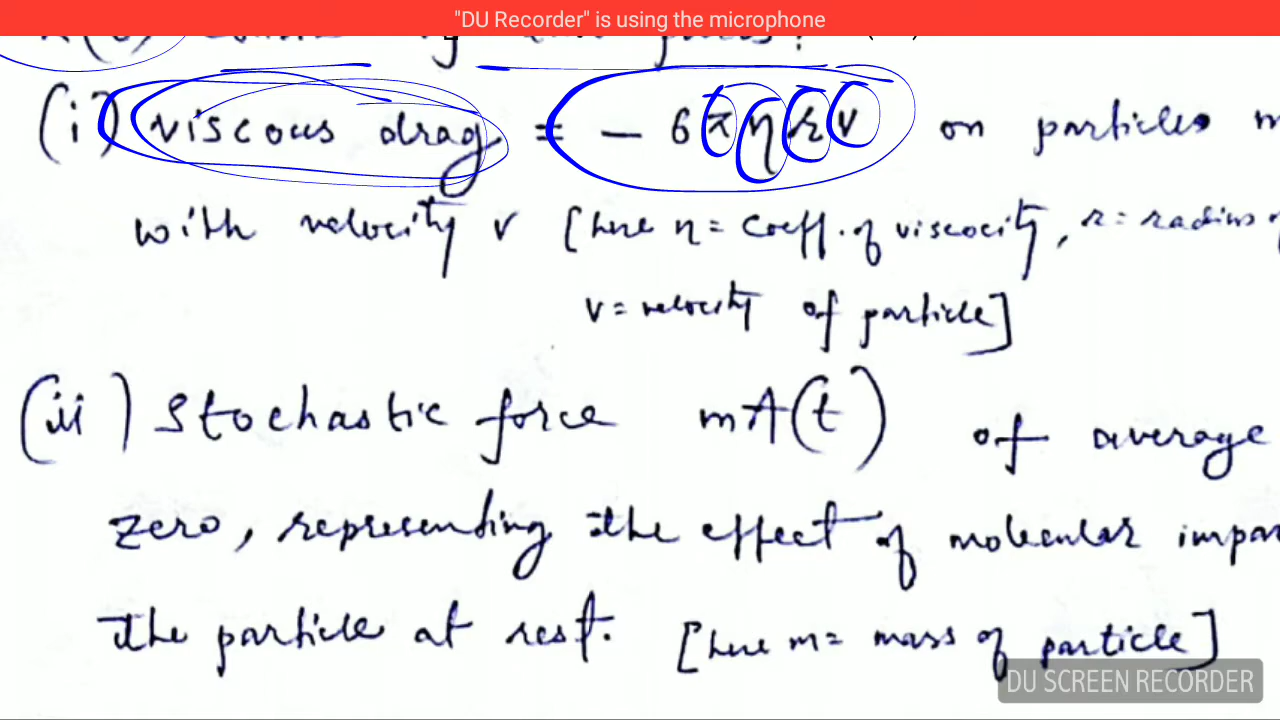 "DU Recorder" is using the microphone
(i) viscous drag = - 6 π η r v on particles
with velocity v [here η = coeff. of viscocity, r = radius
v = velocity of particle]
(ii) Stochastic force mA(t) of average
zero, representing the effect of molecular
the particle at rest. [here m = mass of particle]
DU SCREEN RECORDER